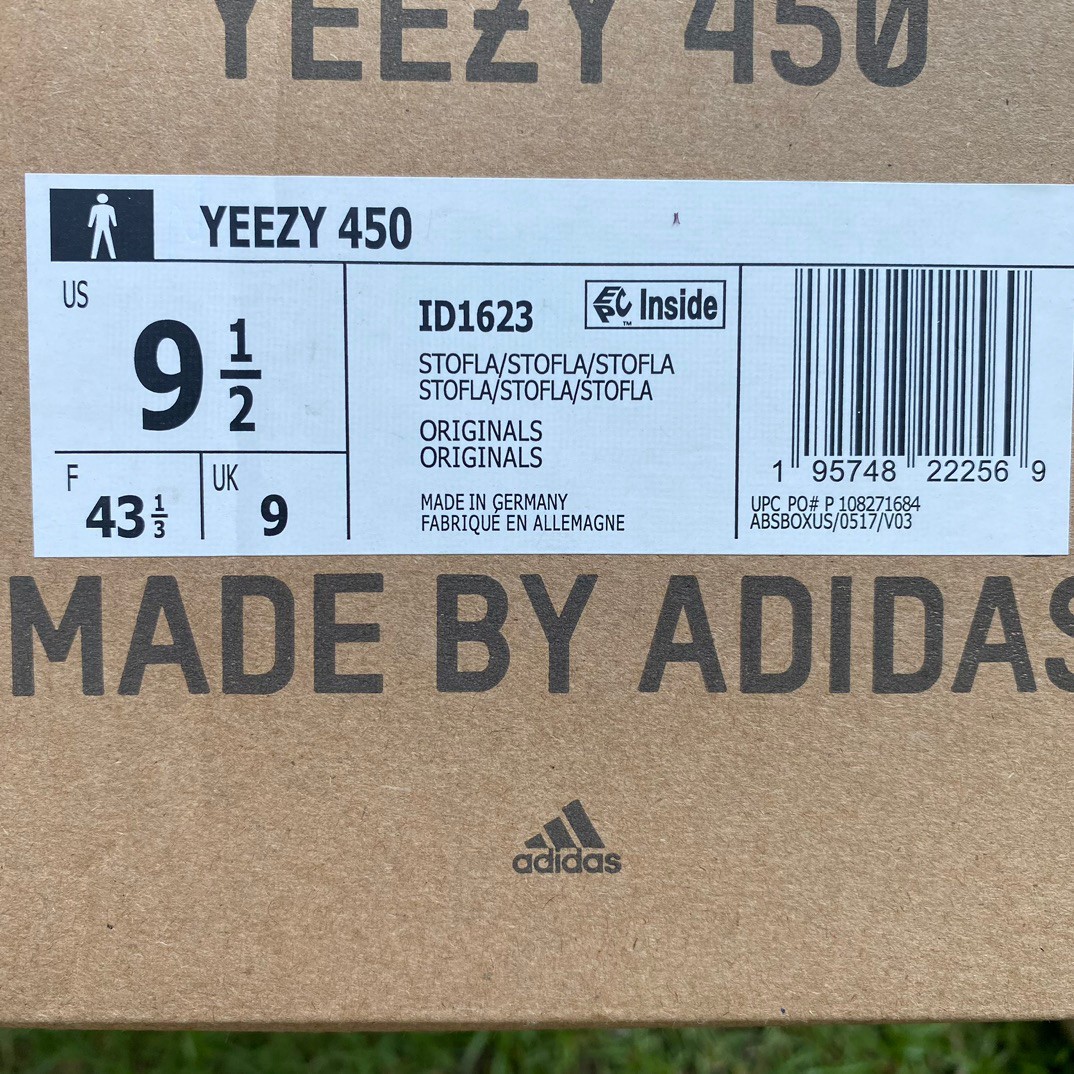 YEEZY 450
YEEZY 450
US
9 1/2
F
43 1/3
UK
9
ID1623
EPC Inside
™
STOFLA/STOFLA/STOFLA
STOFLA/STOFLA/STOFLA
ORIGINALS
ORIGINALS
MADE IN GERMANY
FABRIQUÉ EN ALLEMAGNE
1 95748 22256 9
UPC PO# P 108271684
ABSBOXUS/0517/V03
MADE BY ADIDAS
adidas